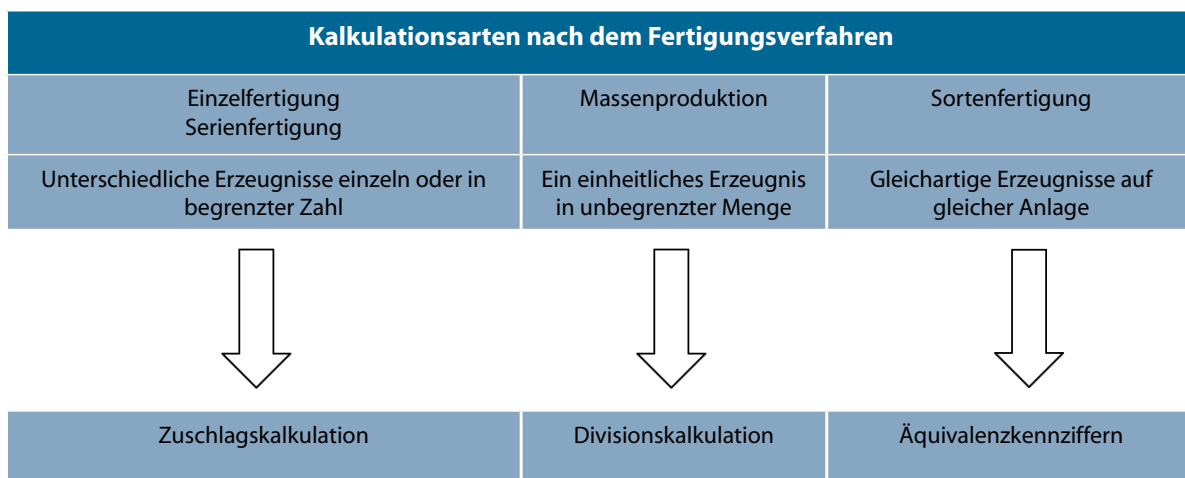 Kalkulationsarten nach dem Fertigungsverfahren
Einzelfertigung
Serienfertigung
Massenproduktion
Sortenfertigung
Unterschiedliche Erzeugnisse einzeln oder in
begrenzter Zahl
Ein einheitliches Erzeugnis
in unbegrenzter Menge
Gleichartige Erzeugnisse auf
gleicher Anlage
Zuschlagskalkulation
Divisionskalkulation
Äquivalenzkennziffern